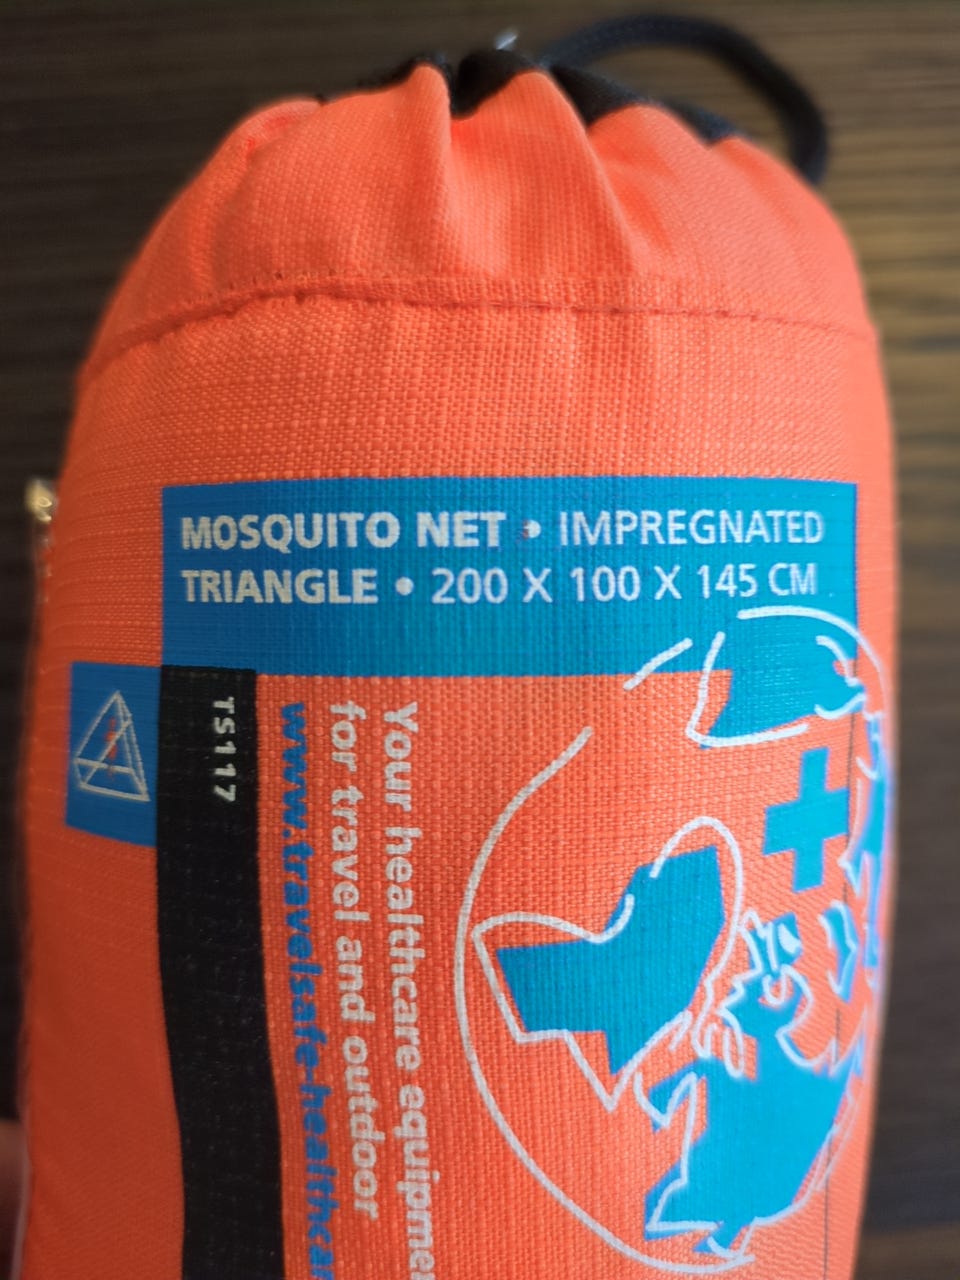 MOSQUITO NET • IMPREGNATED
TRIANGLE • 200 X 100 X 145 CM
TS117
Your healthcare
for travel and outdoor